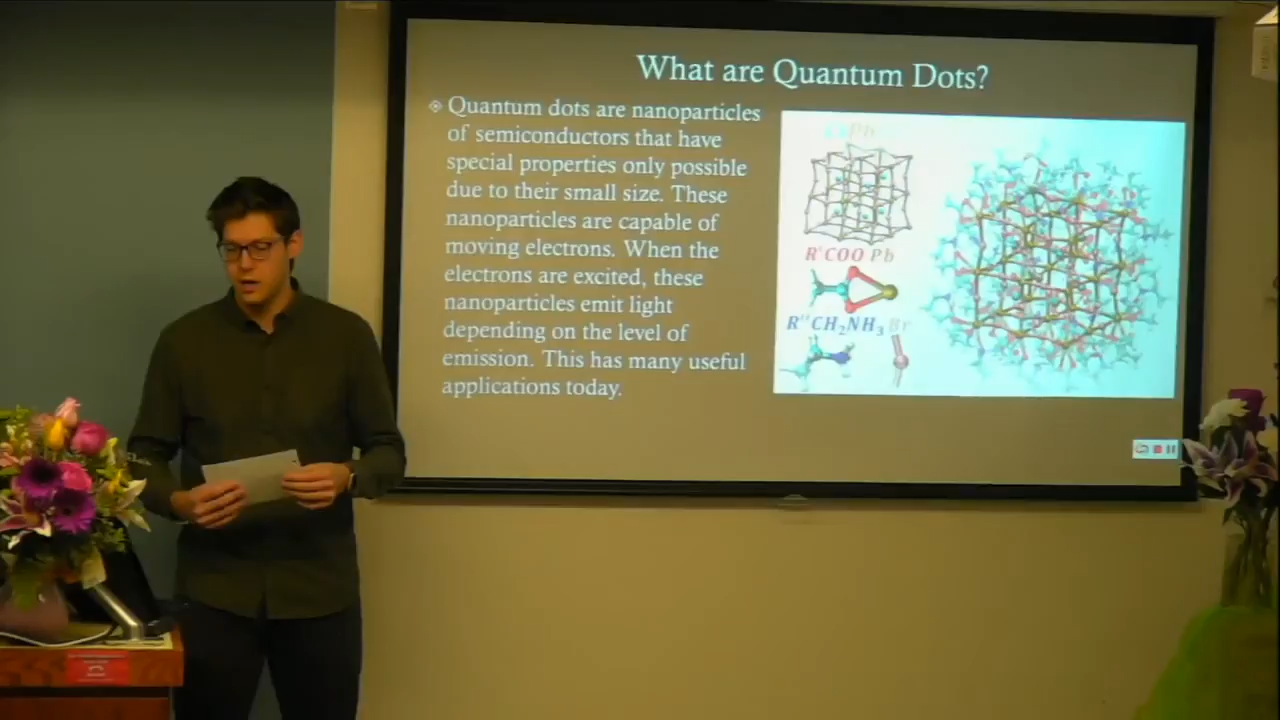 What are Quantum Dots?
Quantum dots are nanoparticles
of semiconductors that have
special properties only possible
due to their small size. These
nanoparticles are capable of
moving electrons. When the
electrons are excited, these
nanoparticles emit light
depending on the level of
emission. This has many useful
applications today.
Pb
R'COO Pb
R"CH₂NH₃ Br